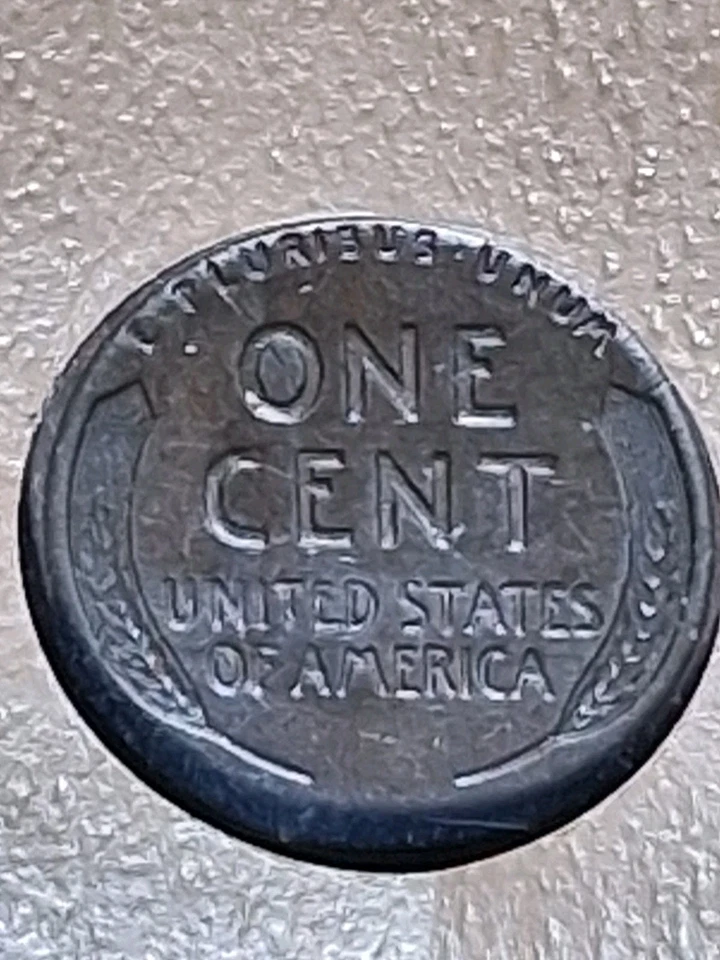 E PLURIBUS · UNUM
ONE
CENT
UNITED STATES
OF AMERICA